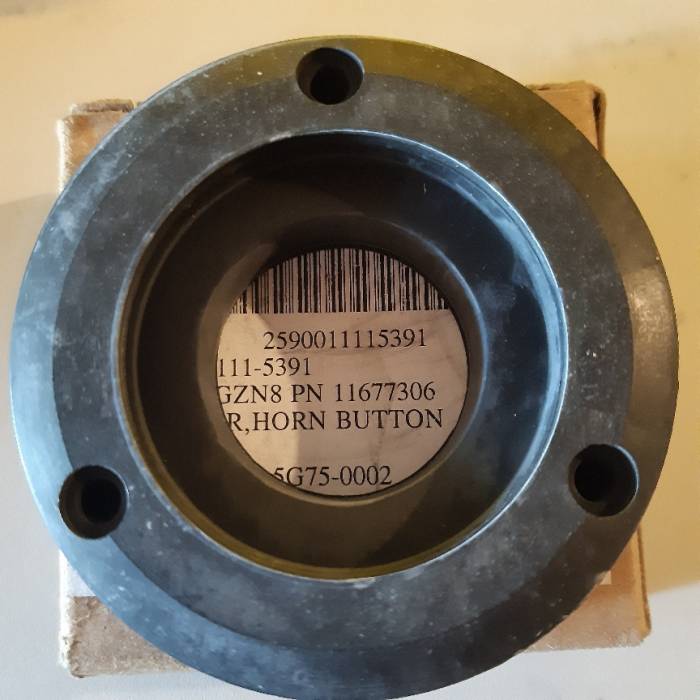 2590011115391
111-5391
GZN8 PN 11677306
R,HORN BUTTON
5G75-0002